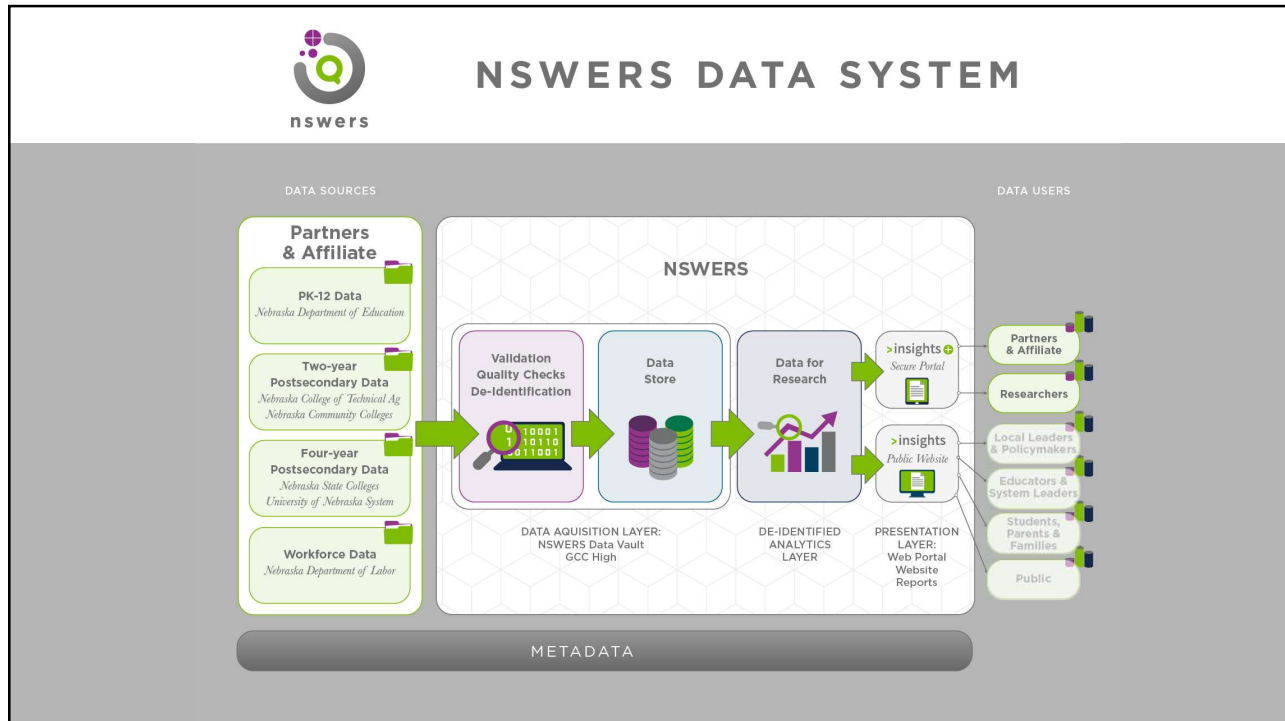 nswers
NSWERS DATA SYSTEM
DATA SOURCES
DATA USERS
Partners
& Affiliate
PK-12 Data
Nebraska Department of Education
Two-year
Postsecondary Data
Nebraska College of Technical Ag
Nebraska Community Colleges
Four-year
Postsecondary Data
Nebraska State Colleges
University of Nebraska System
Workforce Data
Nebraska Department of Labor
NSWERS
Validation
Quality Checks
De-Identification
0 10001
1 10110
0011001
Data
Store
Data for
Research
>insights+
Secure Portal
>insights
Public Website
DATA AQUISITION LAYER:
NSWERS Data Vault
GCC High
DE-IDENTIFIED
ANALYTICS
LAYER
PRESENTATION
LAYER:
Web Portal
Website
Reports
Partners
& Affiliate
Researchers
Local Leaders
& Policymakers
Educators &
System Leaders
Students,
Parents &
Families
Public
METADATA